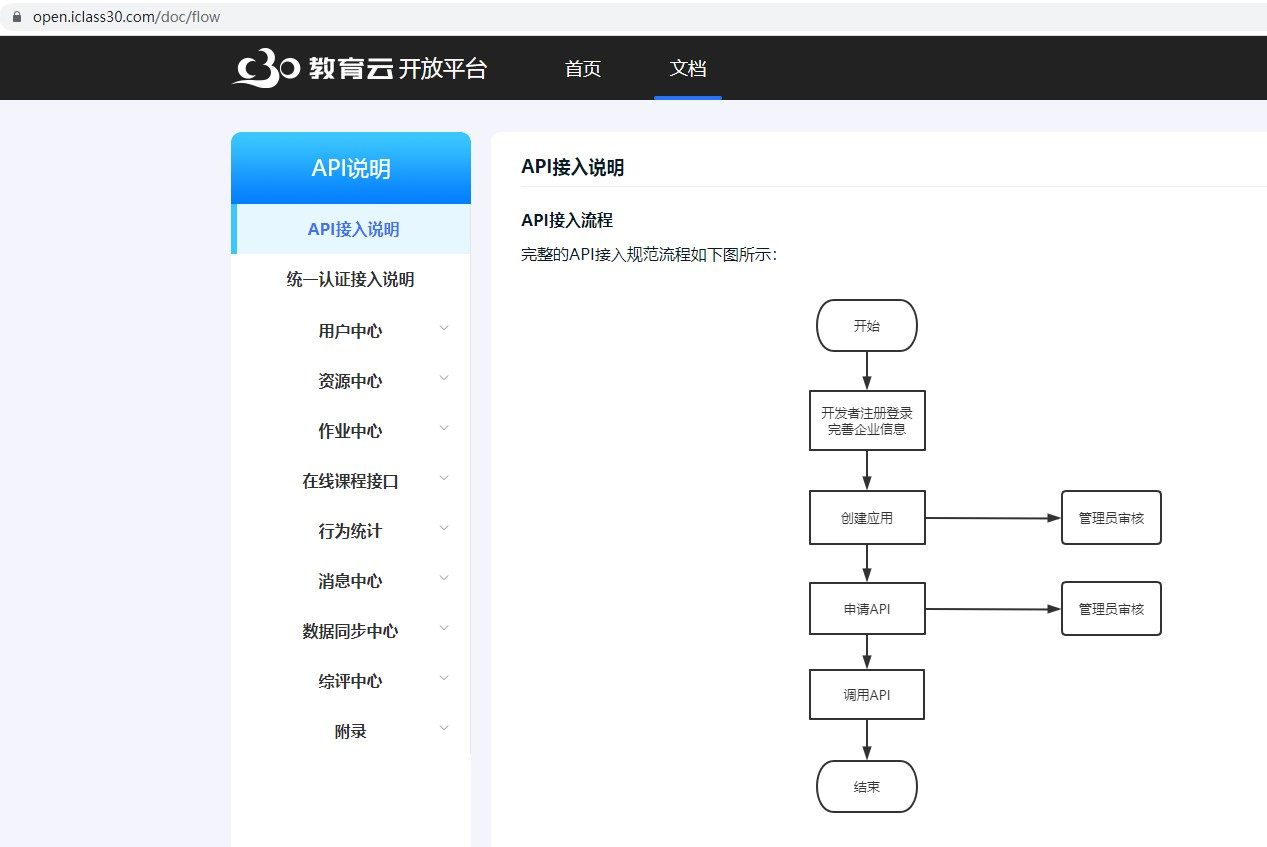 open.iclass30.com/doc/flow
C30 教育云 开放平台
首页
文档
API说明
API接入说明
统一认证接入说明
用户中心
资源中心
作业中心
在线课程接口
行为统计
消息中心
数据同步中心
综评中心
附录
API接入说明
API接入流程
完整的API接入规范流程如下图所示：
开始
开发者注册登录
完善企业信息
创建应用
管理员审核
申请API
管理员审核
调用API
结束